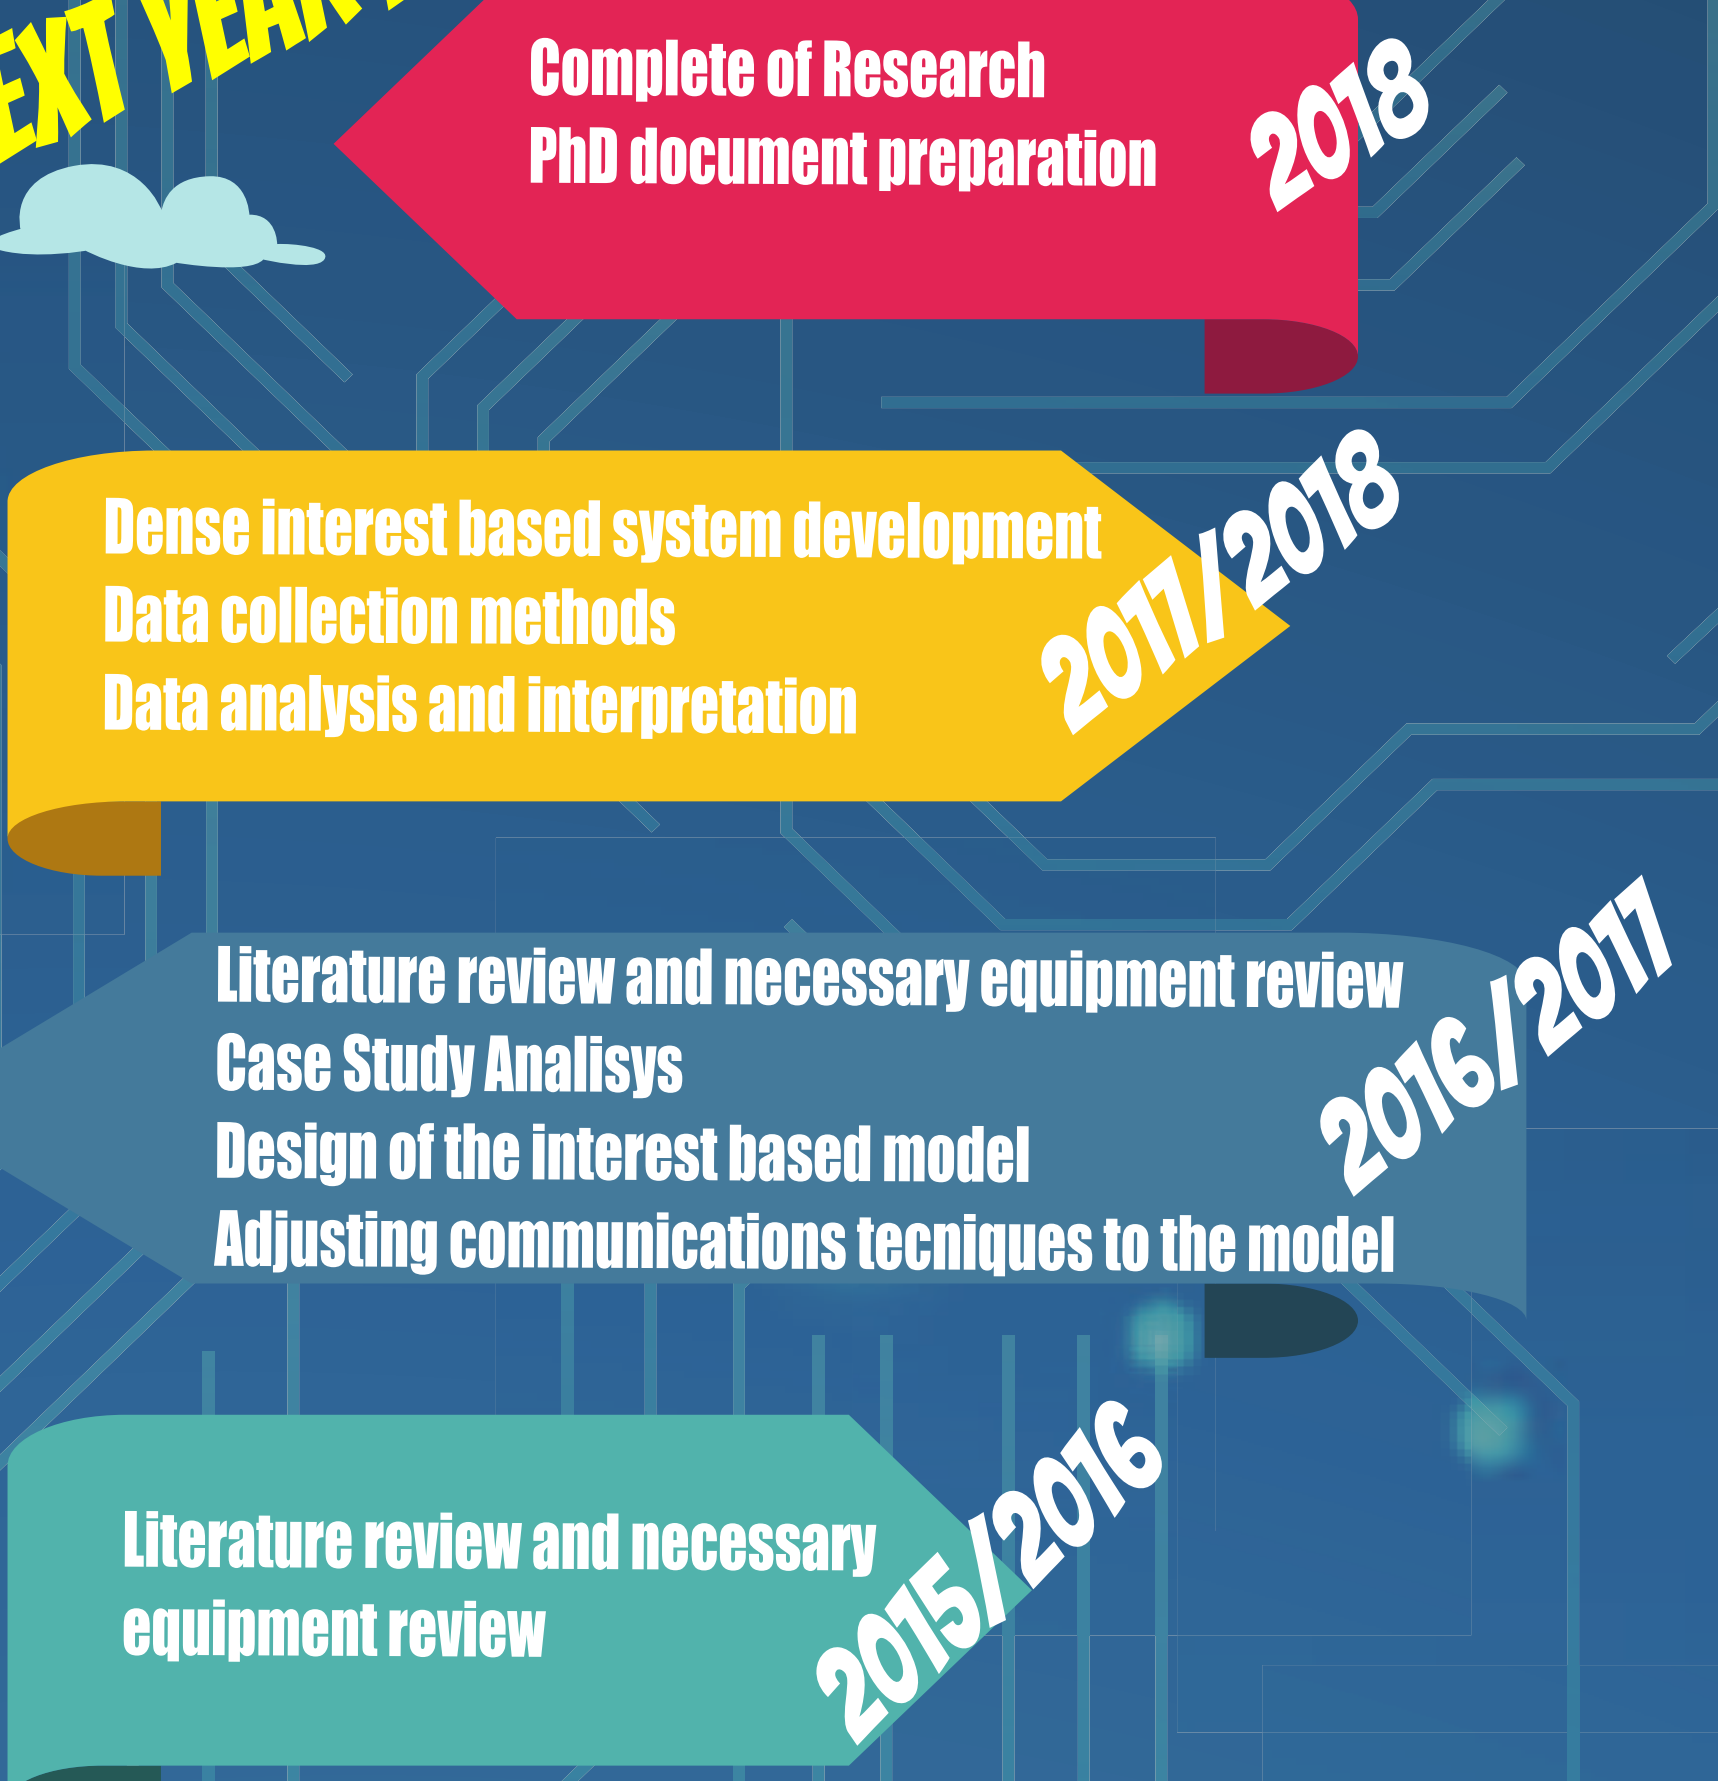 EXT YEAR
Complete of Research
PhD document preparation
2018
Dense interest based system development
Data collection methods
Data analysis and interpretation
2017/2018
Literature review and necessary equipment review
Case Study Analisys
Design of the interest based model
Adjusting communications tecniques to the model
2016/2017
Literature review and necessary
equipment review
2015/2016